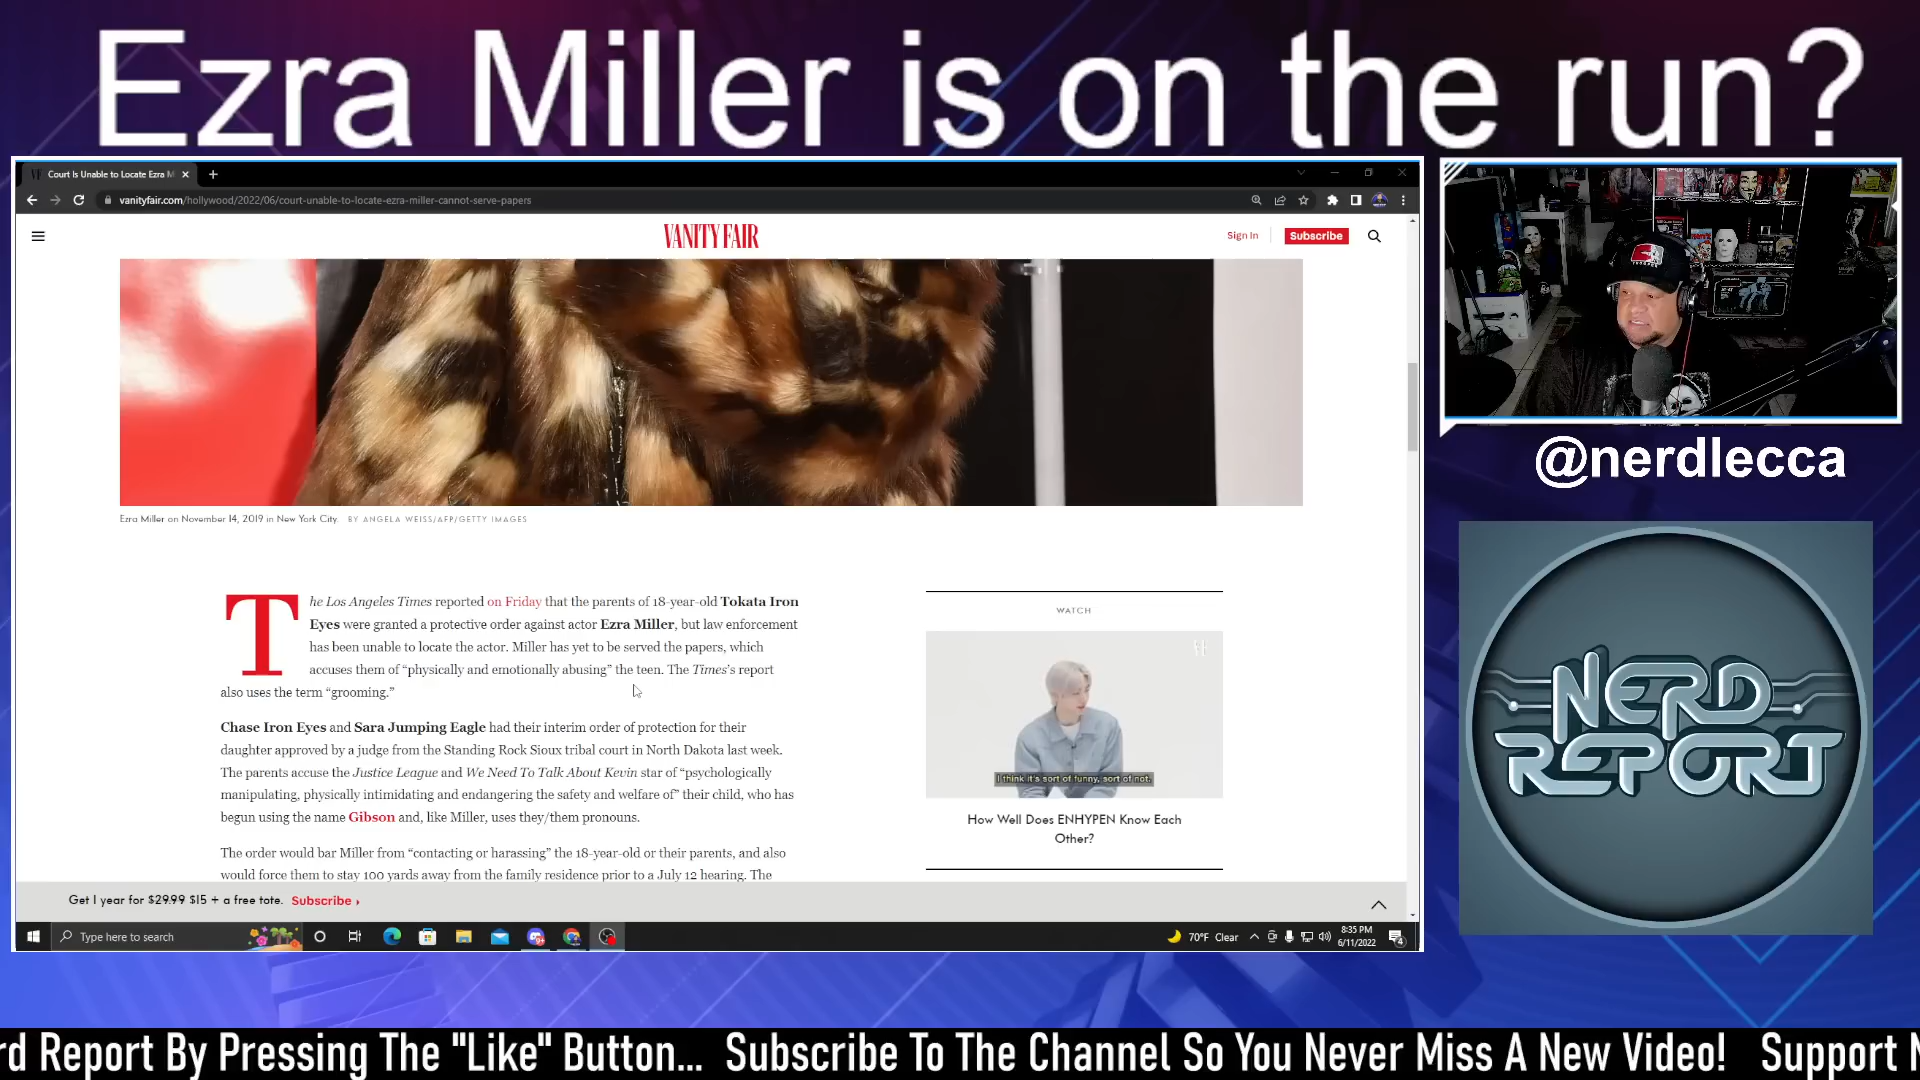 Ezra Miller is on the run?
Court Is Unable to Locate Ezra M
vanityfair.com/hollywood/2022/06/court-unable-to-locate-ezra-miller-cannot-serve-papers
VANITY FAIR
Sign In
Subscribe
Ezra Miller on November 14, 2019 in New York City. BY ANGELA WEISS/AFP/GETTY IMAGES
The Los Angeles Times reported on Friday that the parents of 18-year-old Tokata Iron
Eyes were granted a protective order against actor Ezra Miller, but law enforcement
has been unable to locate the actor. Miller has yet to be served the papers, which
accuses them of “physically and emotionally abusing” the teen. The Times’s report
also uses the term “grooming.”
Chase Iron Eyes and Sara Jumping Eagle had their interim order of protection for their
daughter approved by a judge from the Standing Rock Sioux tribal court in North Dakota last week.
The parents accuse the Justice League and We Need To Talk About Kevin star of “psychologically
manipulating, physically intimidating and endangering the safety and welfare of” their child, who has
begun using the name Gibson and, like Miller, uses they/them pronouns.
The order would bar Miller from “contacting or harassing” the 18-year-old or their parents, and also
would force them to stay 100 yards away from the family residence prior to a July 12 hearing. The
WATCH
I think it's sort of funny, sort of not.
How Well Does ENHYPEN Know Each
Other?
Get 1 year for $29.99 $15 + a free tote. Subscribe ›
Type here to search
70°F Clear
8:35 PM
6/11/2022
4
@nerdlecca
NERD
REPORT
rd Report By Pressing The "Like" Button... Subscribe To The Channel So You Never Miss A New Video! Support N